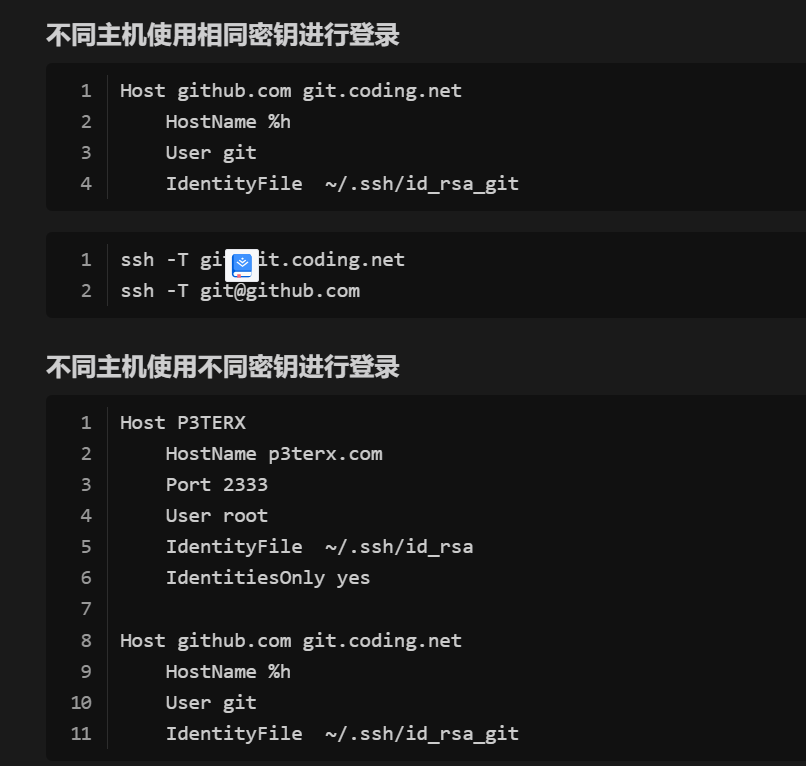 不同主机使用相同密钥进行登录
1 Host github.com git.coding.net
2 HostName %h
3 User git
4 IdentityFile ~/.ssh/id_rsa_git
1 ssh -T gi it.coding.net
2 ssh -T git@github.com
不同主机使用不同密钥进行登录
1 Host P3TERX
2 HostName p3terx.com
3 Port 2333
4 User root
5 IdentityFile ~/.ssh/id_rsa
6 IdentitiesOnly yes
7
8 Host github.com git.coding.net
9 HostName %h
10 User git
11 IdentityFile ~/.ssh/id_rsa_git